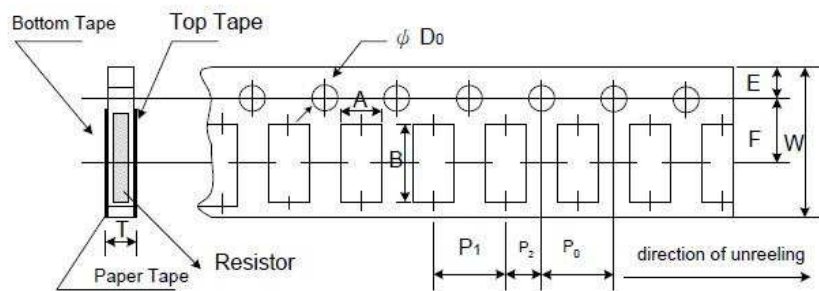 Bottom Tape
Top Tape
ψ D0
E
A
F
W
B
T
P1
P2
P0
direction of unreeling
Resistor
Paper Tape